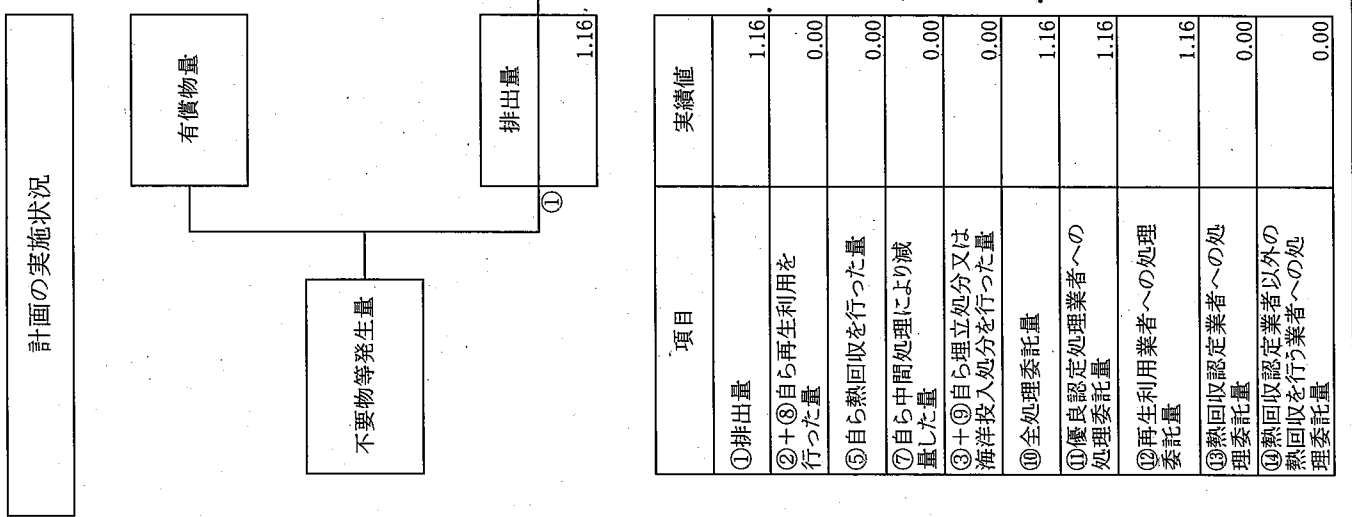 計画の実施状況
有償物量
不要物等発生量
①
排出量
1.16
項目
実績値
①排出量
1.16
②+⑧自ら再生利用を
行った量
0.00
⑤自ら熱回収を行った量
0.00
⑦自ら中間処理により減
量した量
0.00
③+⑨自ら埋立処分又は
海洋投入処分を行った量
0.00
⑩全処理委託量
1.16
⑪優良認定処理業者への
処理委託量
1.16
⑫再生利用業者への処理
委託量
1.16
⑬熱回収認定業者への処
理委託量
0.00
⑭熱回収認定業者以外の
熱回収を行う業者への処
理委託量
0.00